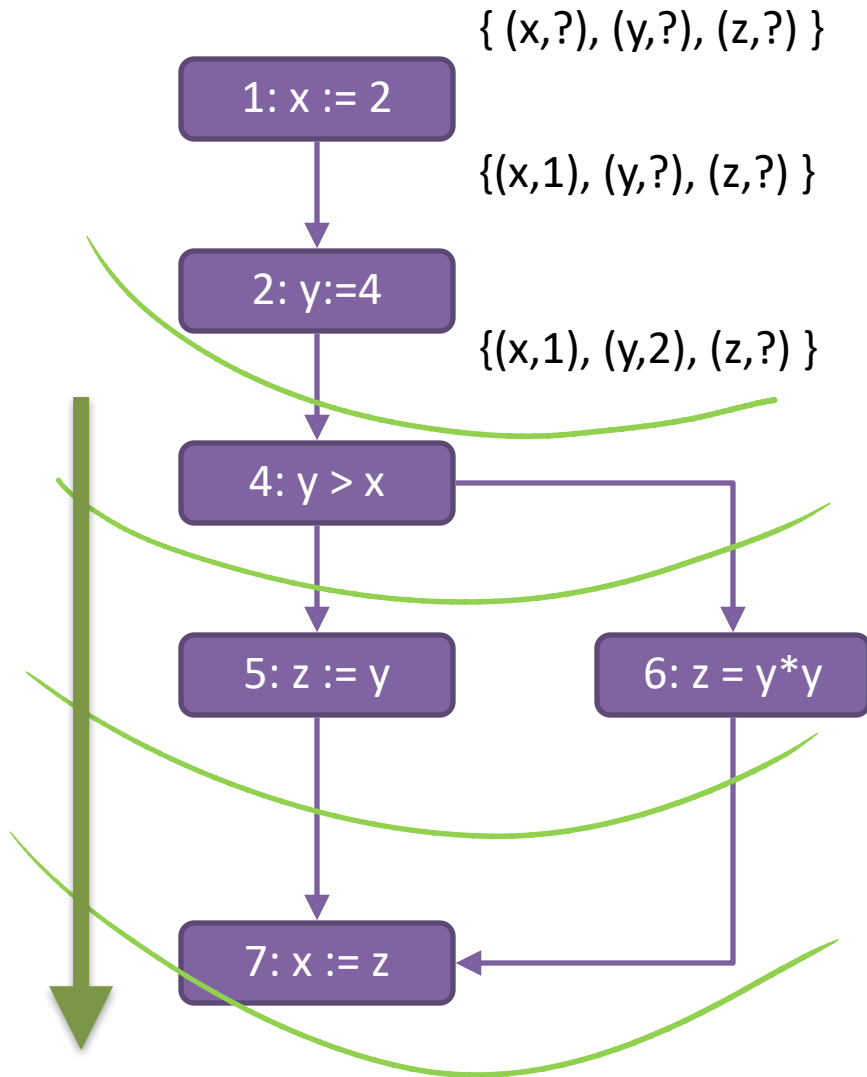 { (x,?), (y,?), (z,?) }
1: x := 2
{(x,1), (y,?), (z,?) }
2: y:=4
{(x,1), (y,2), (z,?) }
4: y > x
5: z := y
6: z = y*y
7: x := z